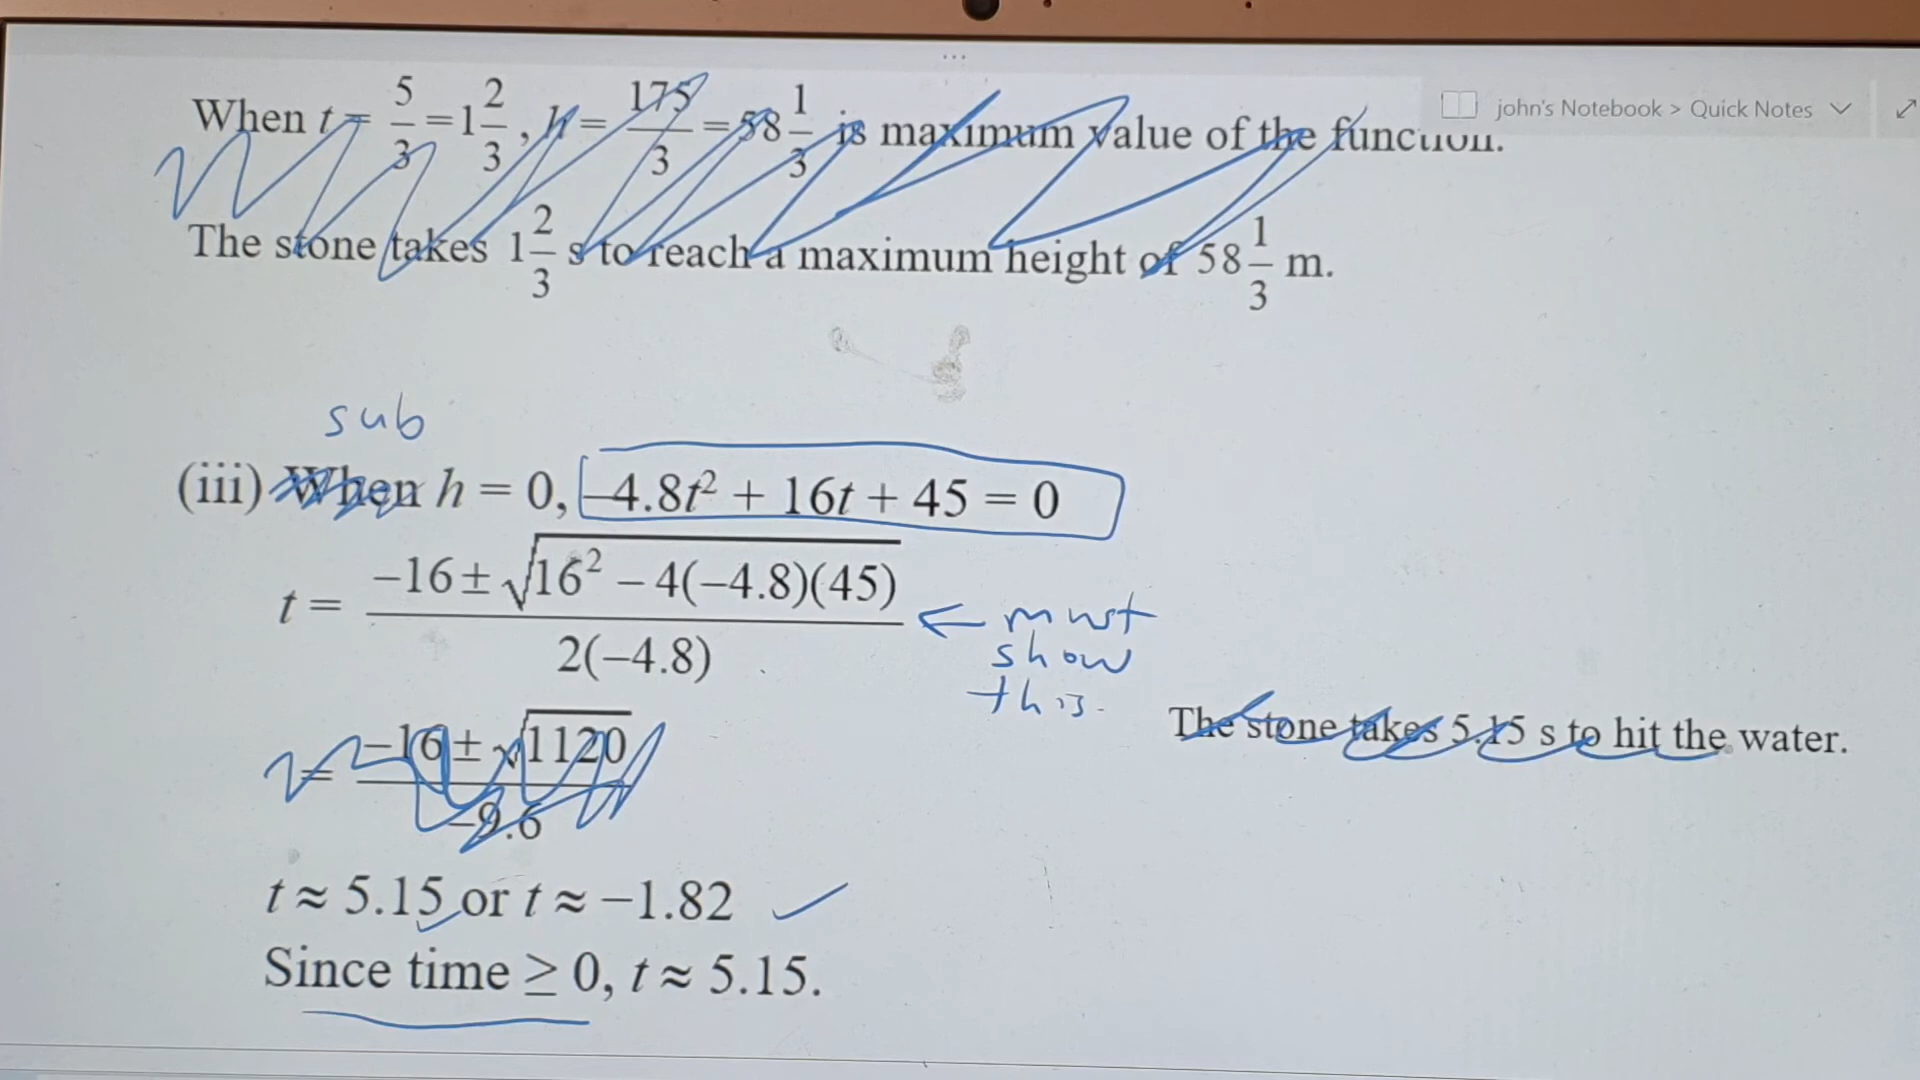 john's Notebook > Quick Notes
When t = 5/3 = 1 2/3, h = 175/3 = 58 1/3 is maximum value of the function.
The stone takes 1 2/3 s to reach a maximum height of 58 1/3 m.
sub
(iii) When h = 0, −4.8t² + 16t + 45 = 0
t = (−16 ± √(16² − 4(−4.8)(45))) / (2(−4.8))
← must
show
this.
= (−16 ± √1120) / (−9.6)
The stone takes 5.15 s to hit the water.
t ≈ 5.15 or t ≈ −1.82
Since time ≥ 0, t ≈ 5.15.